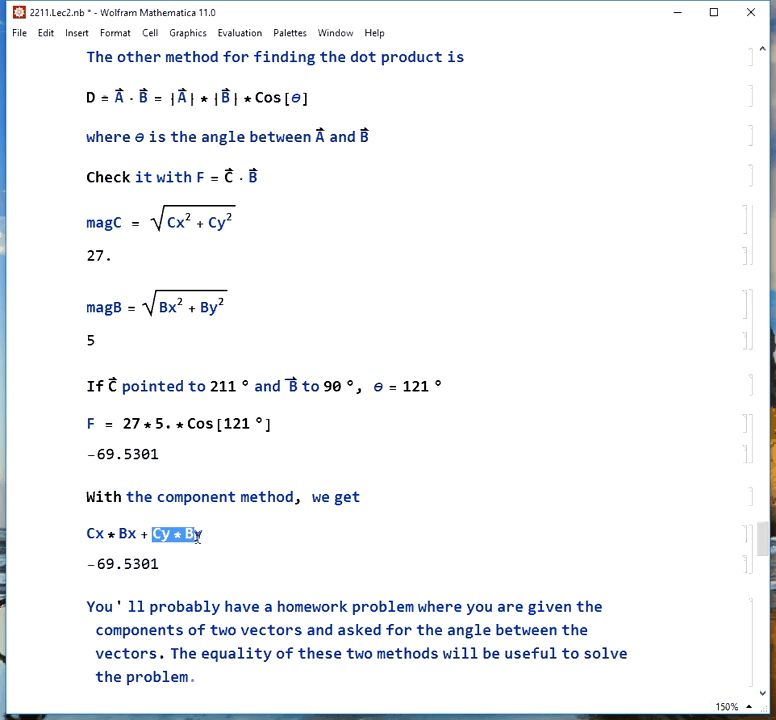 2211.Lec2.nb * - Wolfram Mathematica 11.0
File Edit Insert Format Cell Graphics Evaluation Palettes Window Help
The other method for finding the dot product is
D = A⃗ · B⃗ = |A⃗| * |B⃗| * Cos[θ]
where θ is the angle between A⃗ and B⃗
Check it with F = C⃗ · B⃗
magC = √(Cx² + Cy²)
27.
magB = √(Bx² + By²)
5
If C⃗ pointed to 211 ° and B⃗ to 90 °, θ = 121 °
F = 27 * 5. * Cos[121 °]
-69.5301
With the component method, we get
Cx * Bx + Cy * By
-69.5301
You'll probably have a homework problem where you are given the
components of two vectors and asked for the angle between the
vectors. The equality of these two methods will be useful to solve
the problem.
150%